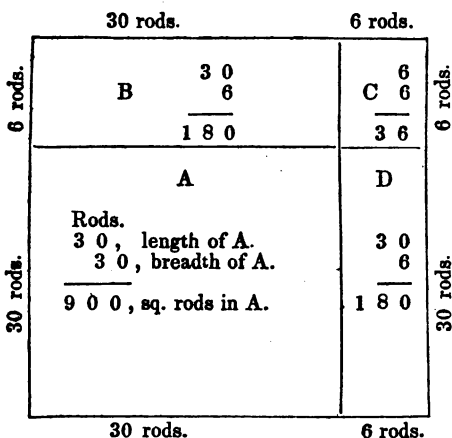 30 rods. 6 rods.
6 rods.
B
3 0
6
1 8 0
C
6
6
3 6
6 rods.
A
Rods.
3 0, length of A.
3 0, breadth of A.
9 0 0, sq. rods in A.
D
3 0
6
1 8 0
30 rods.
30 rods.
30 rods. 6 rods.